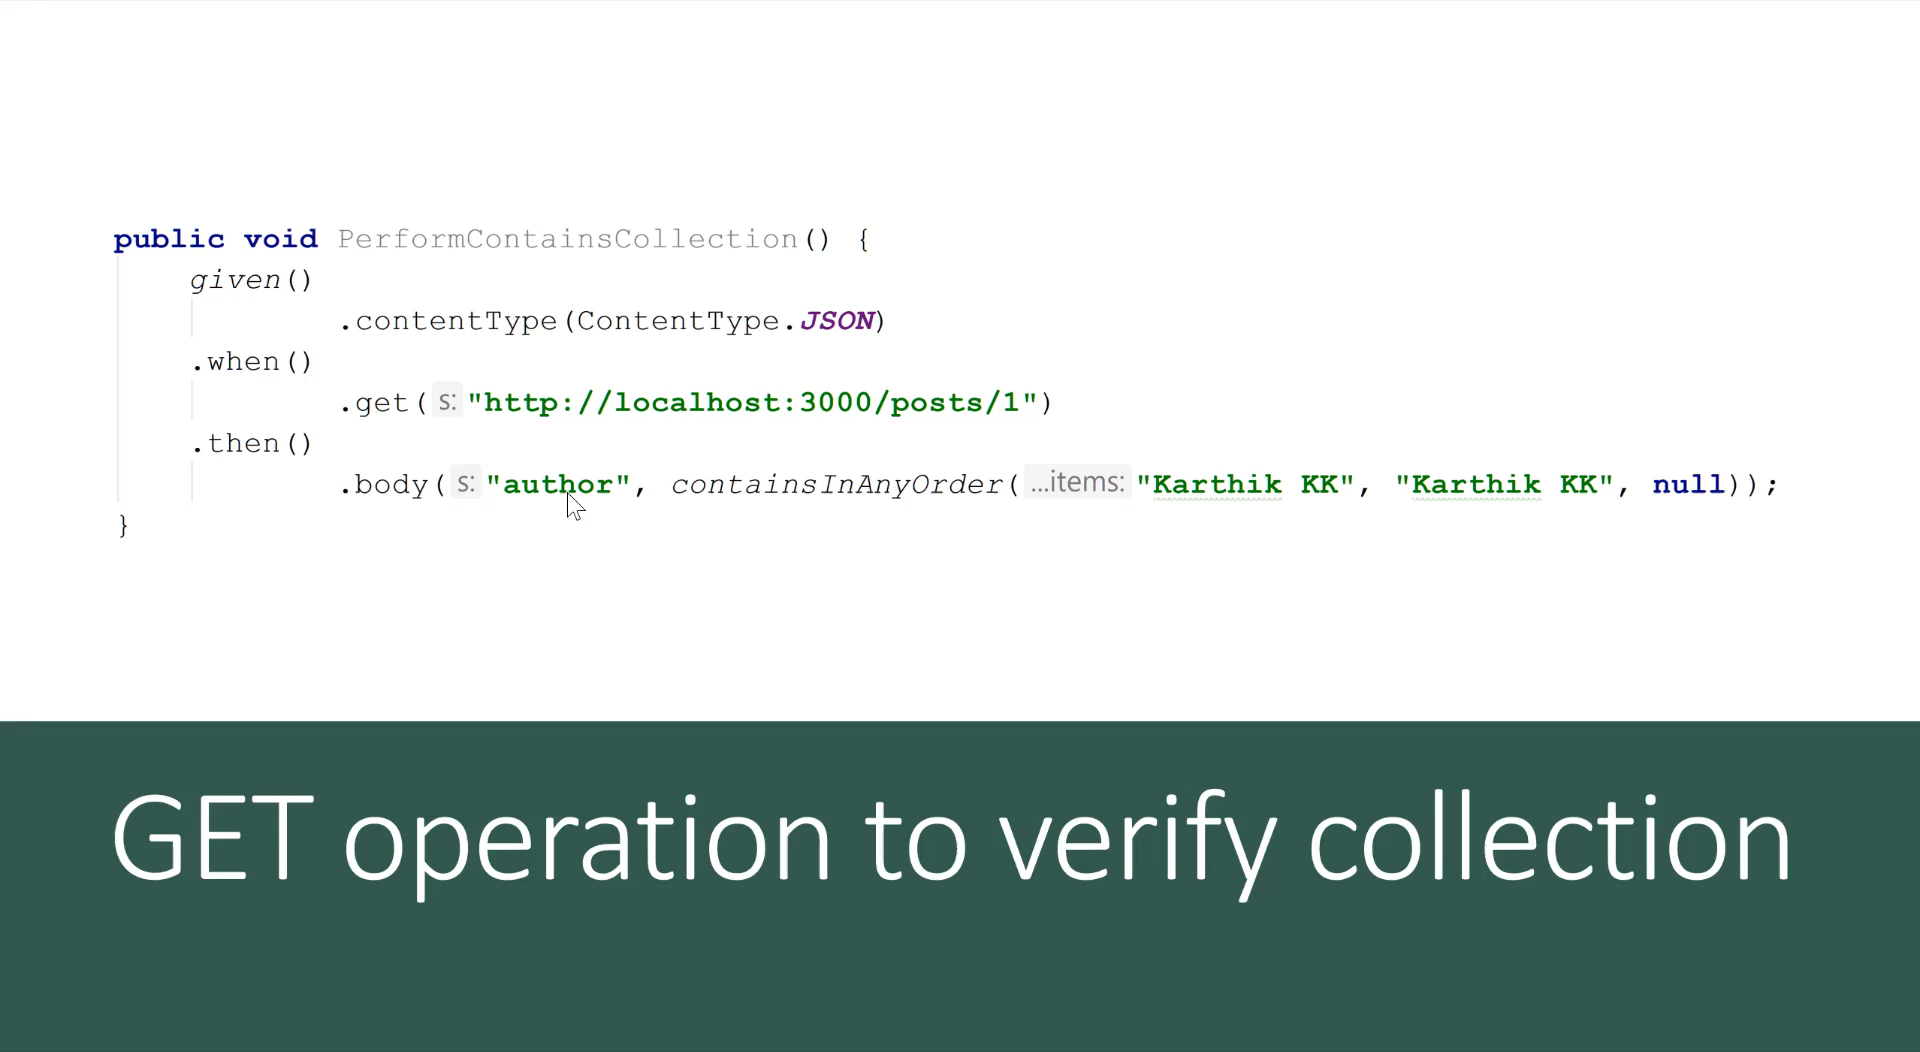 public void PerformContainsCollection() {
given()
.contentType(ContentType.JSON)
.when()
.get( s: "http://localhost:3000/posts/1")
.then()
.body( s: "author", containsInAnyOrder( ...items: "Karthik KK", "Karthik KK", null));
}
GET operation to verify collection